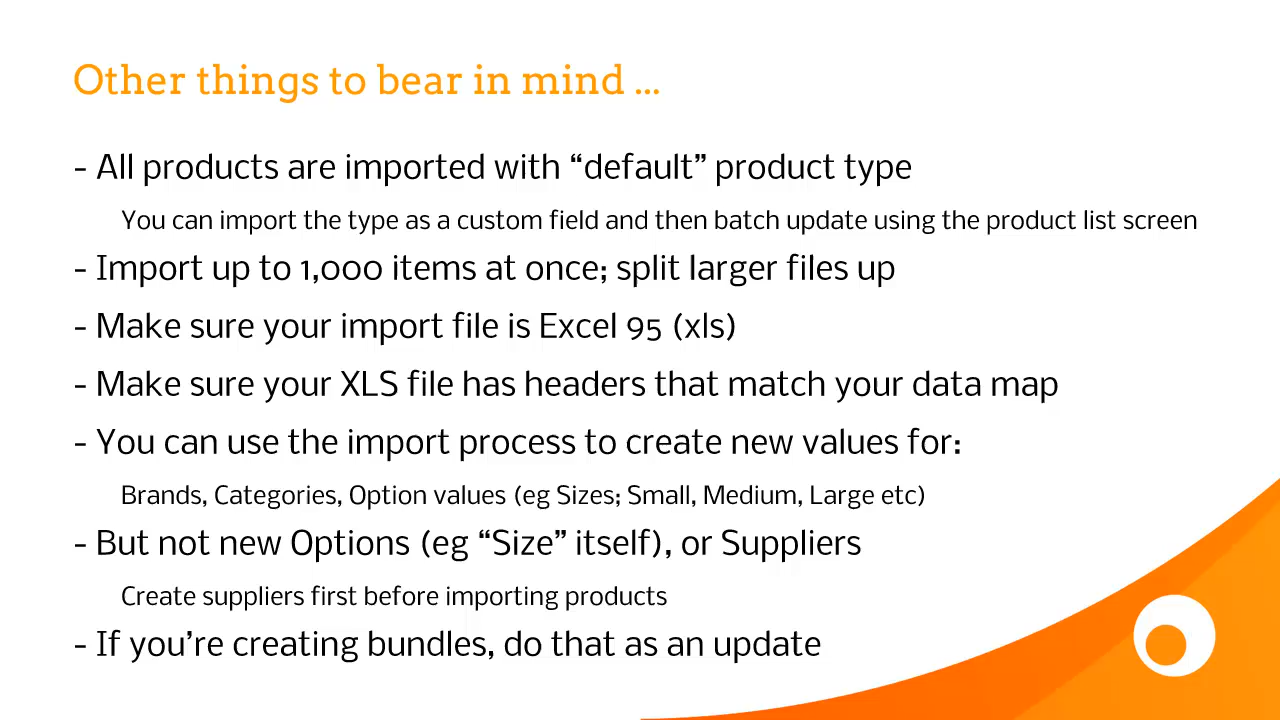 Other things to bear in mind ...
- All products are imported with “default” product type
You can import the type as a custom field and then batch update using the product list screen
- Import up to 1,000 items at once; split larger files up
- Make sure your import file is Excel 95 (xls)
- Make sure your XLS file has headers that match your data map
- You can use the import process to create new values for:
Brands, Categories, Option values (eg Sizes; Small, Medium, Large etc)
- But not new Options (eg “Size” itself), or Suppliers
Create suppliers first before importing products
- If you’re creating bundles, do that as an update